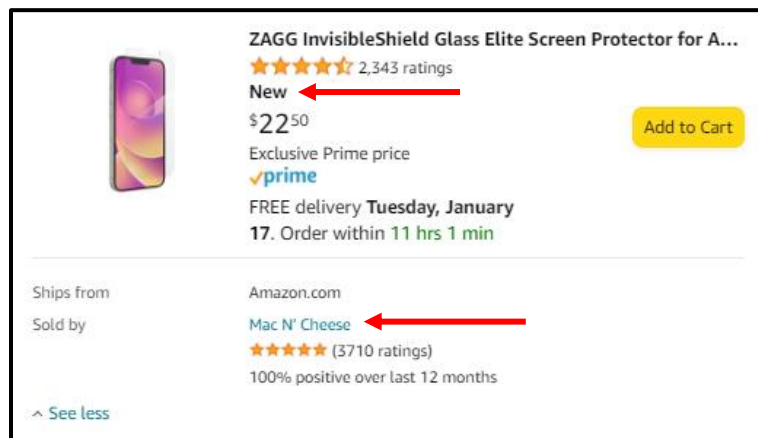 ZAGG InvisibleShield Glass Elite Screen Protector for A...
2,343 ratings
New
$22⁵⁰
Add to Cart
Exclusive Prime price
prime
FREE delivery Tuesday, January
17. Order within 11 hrs 1 min
Ships from Amazon.com
Sold by Mac N' Cheese
(3710 ratings)
100% positive over last 12 months
See less